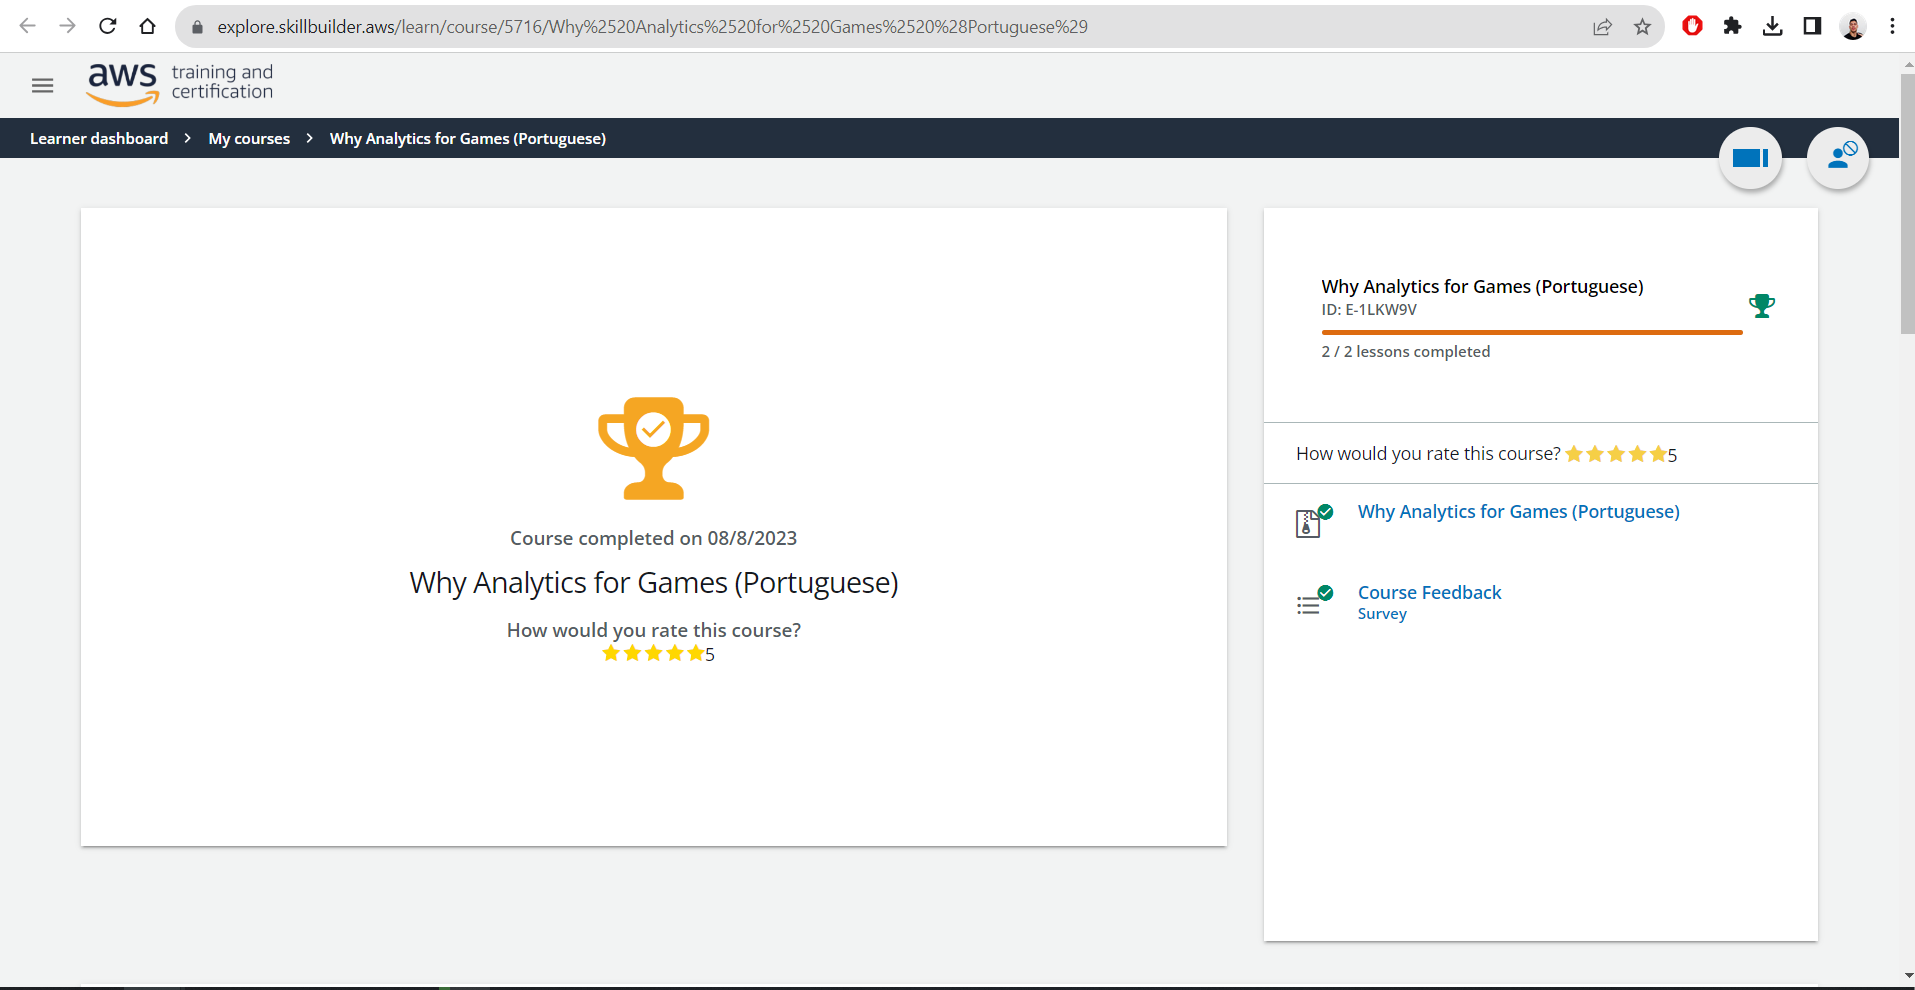 explore.skillbuilder.aws/learn/course/5716/Why%2520Analytics%2520for%2520Games%2520%28Portuguese%29
aws training and
certification
Learner dashboard > My courses > Why Analytics for Games (Portuguese)
Course completed on 08/8/2023
Why Analytics for Games (Portuguese)
How would you rate this course?
5
Why Analytics for Games (Portuguese)
ID: E-1LKW9V
2 / 2 lessons completed
How would you rate this course? 5
Why Analytics for Games (Portuguese)
Course Feedback
Survey